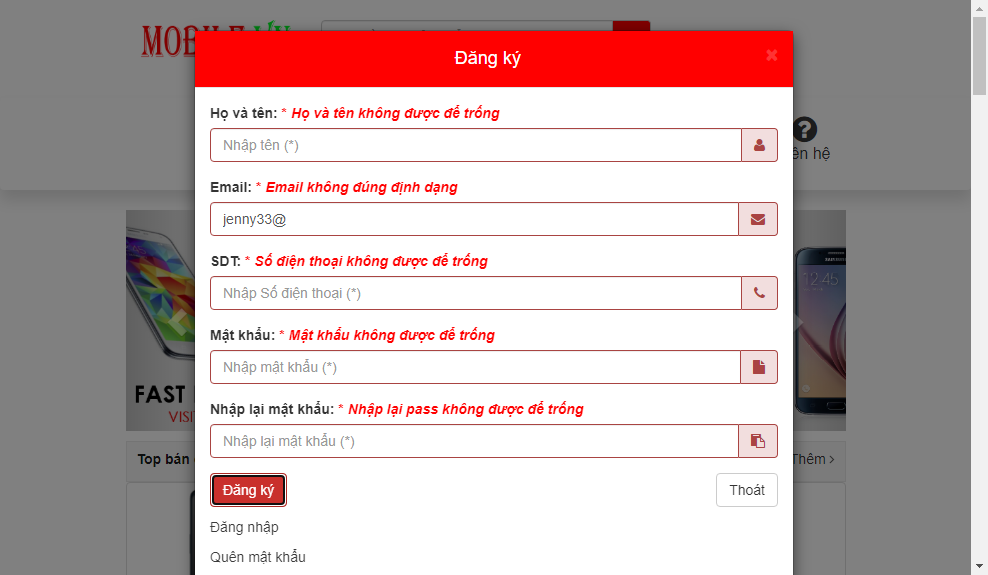 Đăng ký
×
Họ và tên: * Họ và tên không được để trống
Nhập tên (*)
Email: * Email không đúng định dạng
jenny33@
SDT: * Số điện thoại không được để trống
Nhập Số điện thoại (*)
Mật khẩu: * Mật khẩu không được để trống
Nhập mật khẩu (*)
Nhập lại mật khẩu: * Nhập lại pass không được để trống
Nhập lại mật khẩu (*)
Đăng ký
Thoát
Đăng nhập
Quên mật khẩu
?
hệ
12:45
SAMSUNG
FAST
Top bán
Thêm ›